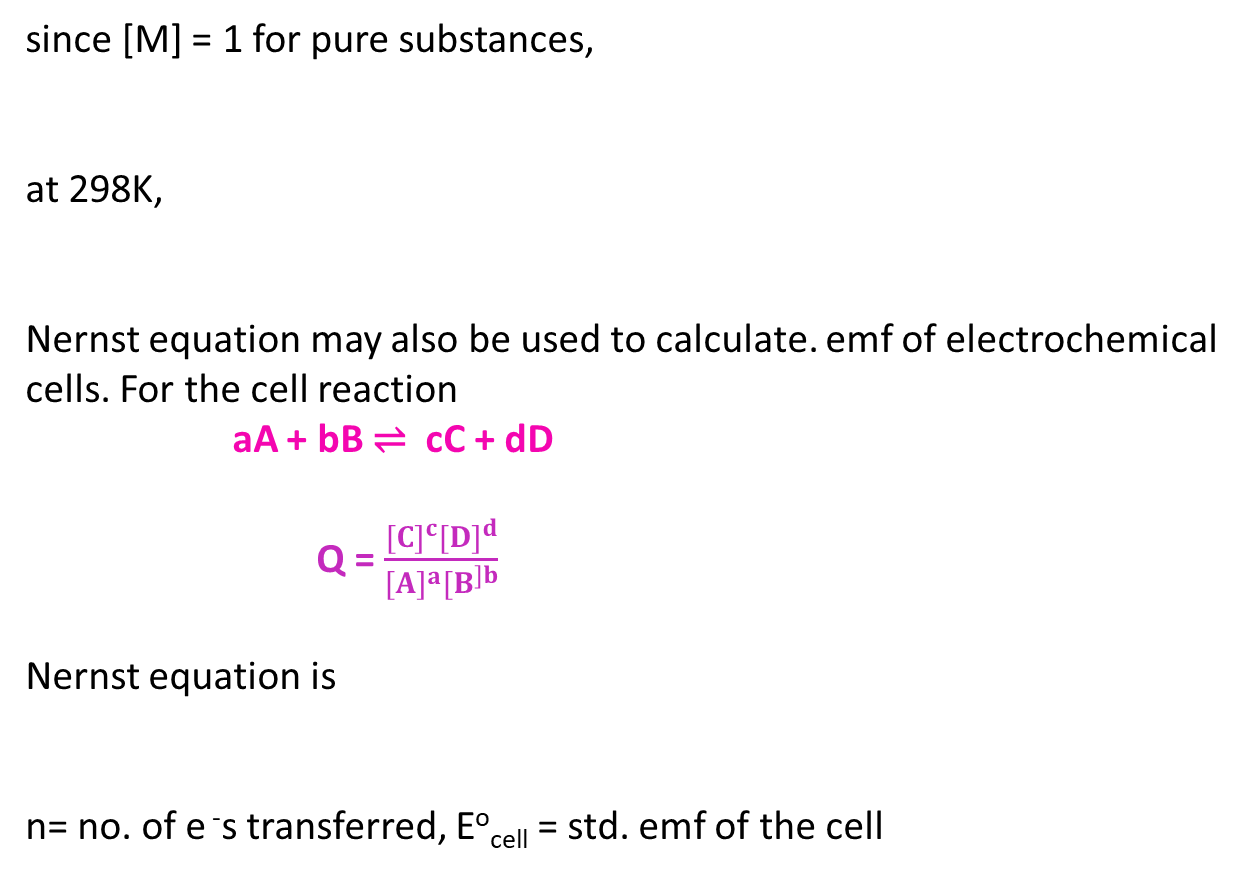 since [M] = 1 for pure substances,
at 298K,
Nernst equation may also be used to calculate. emf of electrochemical
cells. For the cell reaction
aA + bB ⇌ cC + dD
Q = [C]ᶜ[D]ᵈ / [A]ᵃ[B]ᵇ
Nernst equation is
n= no. of e⁻s transferred, E°cell = std. emf of the cell